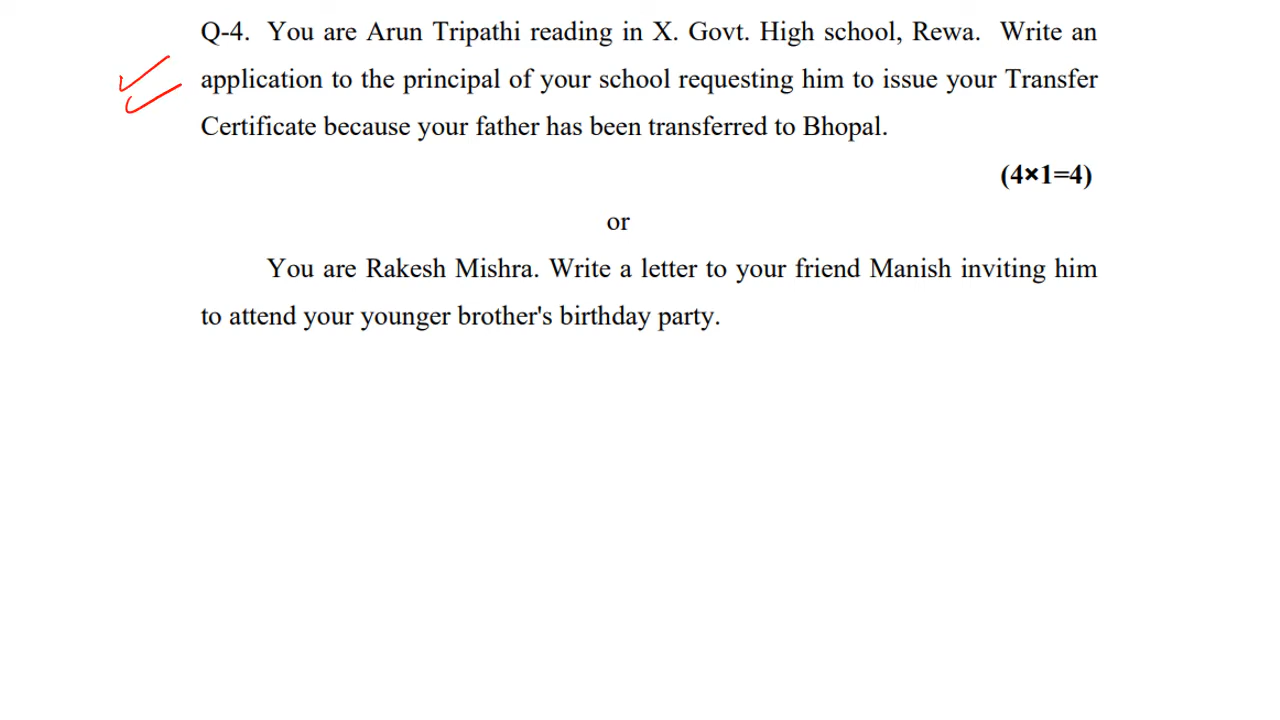 Q-4. You are Arun Tripathi reading in X. Govt. High school, Rewa. Write an
application to the principal of your school requesting him to issue your Transfer
Certificate because your father has been transferred to Bhopal.
(4×1=4)
or
You are Rakesh Mishra. Write a letter to your friend Manish inviting him
to attend your younger brother's birthday party.